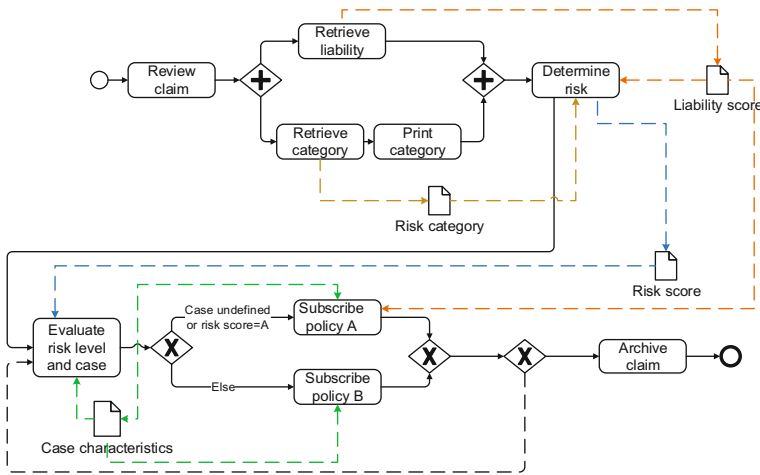 Retrieve
liability
Review
claim
Determine
risk
Liability score
Retrieve
category
Print
category
Risk category
Risk score
Case undefined
or risk score=A
Subscribe
policy A
Evaluate
risk level
and case
X
X
X
Archive
claim
Else
Subscribe
policy B
Case characteristics